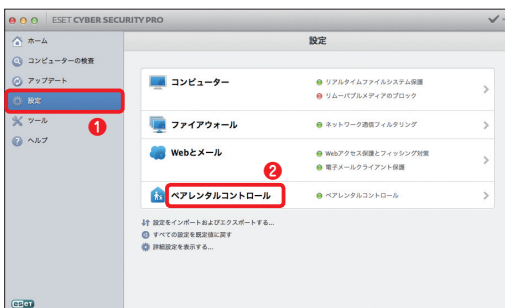 ESET CYBER SECURITY PRO
ホーム
コンピューターの検査
アップデート
設定
ツール
ヘルプ
1
設定
コンピューター
リアルタイムファイルシステム保護
リムーバブルメディアのブロック
ファイアウォール
ネットワーク通信フィルタリング
Webとメール
Webアクセス保護とフィッシング対策
電子メールクライアント保護
2
ペアレンタルコントロール
ペアレンタルコントロール
設定をインポートおよびエクスポートする...
すべての設定を既定値に戻す
詳細設定を表示する...
eset